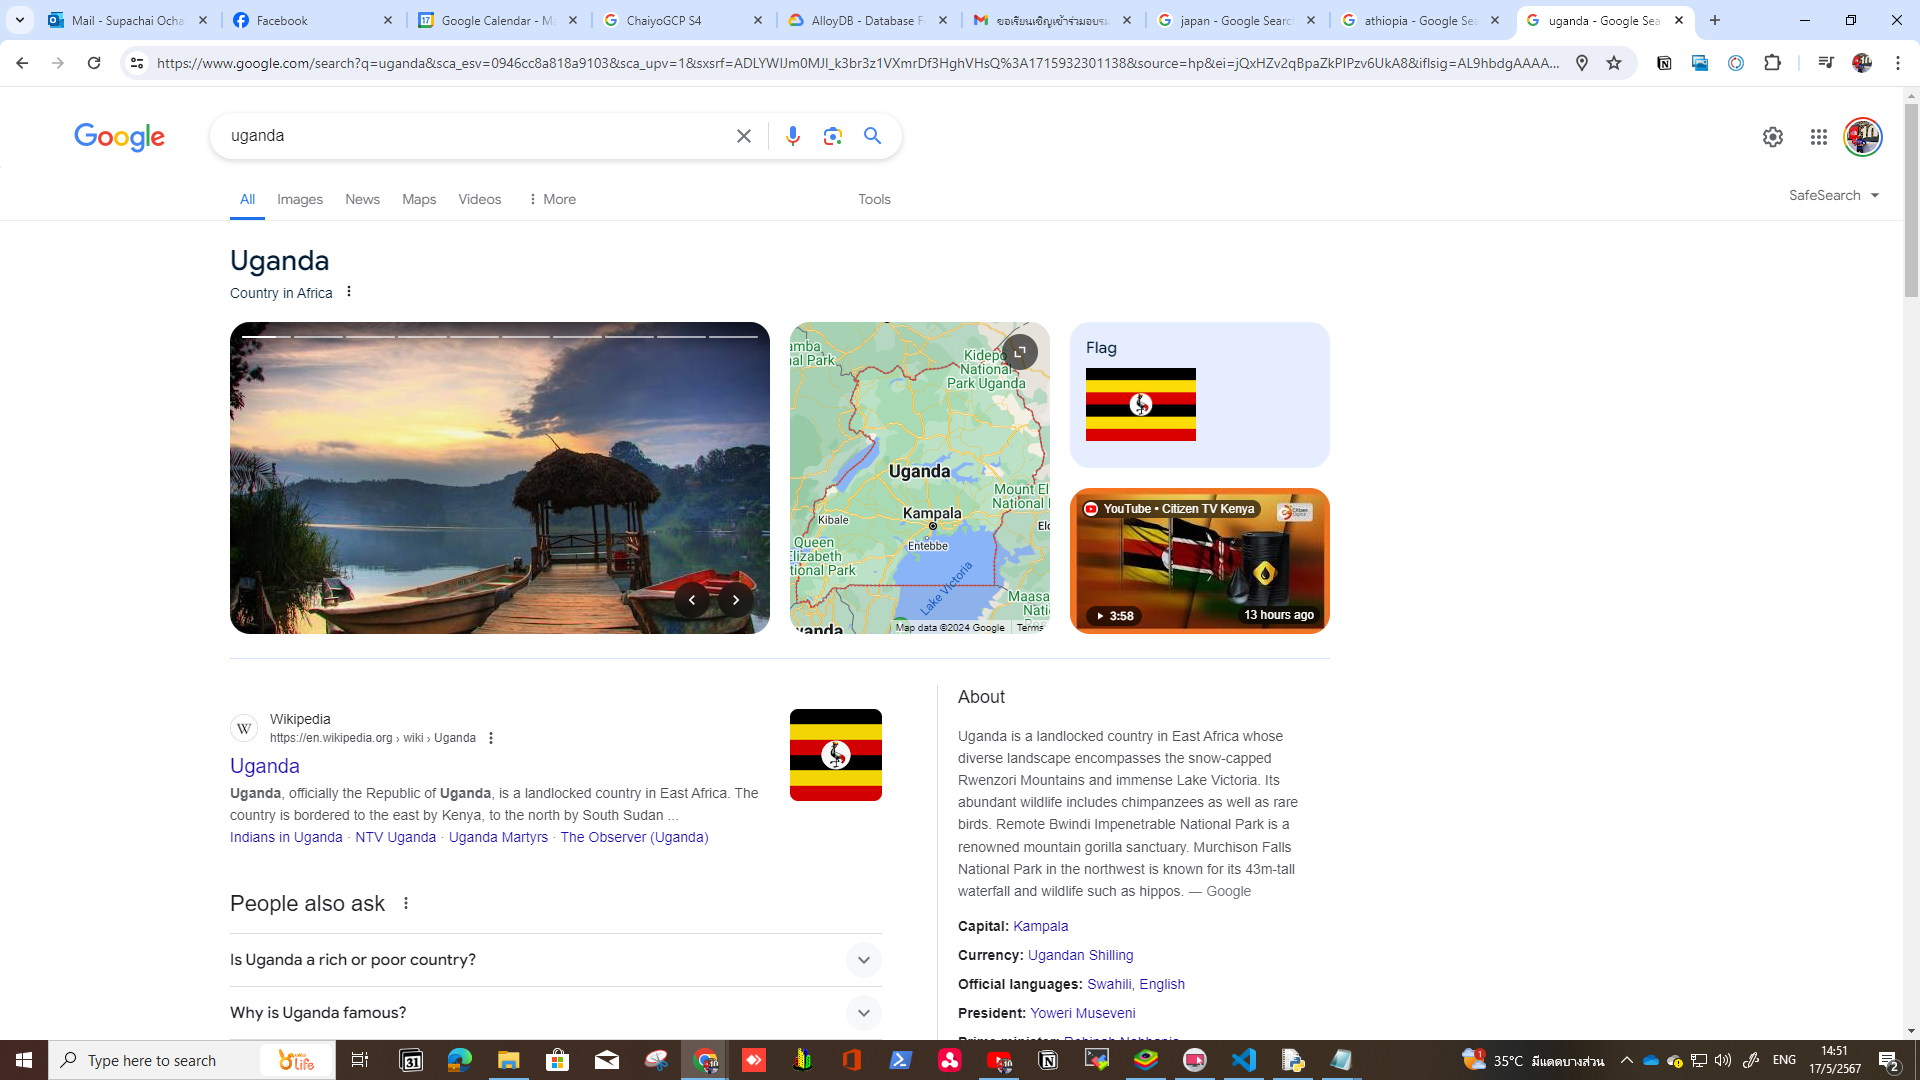 Mail - Supachai Ocha
Facebook
Google Calendar - M
ChaiyoGCP S4
AlloyDB - Database F
ขอเรียนเชิญเข้าร่วมอบรม
japan - Google Search
athiopia - Google Sea
uganda - Google Sea
https://www.google.com/search?q=uganda&sca_esv=0946cc8a818a9103&sca_upv=1&sxsrf=ADLYWIJm0MJI_k3br3z1VXmrDf3HghVHsQ%3A1715932301138&source=hp&ei=jQxHZv2qBpaZkPIPzv6UkA8&iflsig=AL9hbdgAAAA...
Google
uganda
All
Images
News
Maps
Videos
More
Tools
SafeSearch
Uganda
Country in Africa
amba
al Park
Kidepo
National
Park Uganda
Uganda
Mount El
National
Kampala
Kibale
Entebbe
Queen
Elizabeth
tional Park
Lake Victoria
Maasa
Nati
wanda
Map data ©2024 Google
Terms
Flag
YouTube • Citizen TV Kenya
3:58
13 hours ago
W
Wikipedia
https://en.wikipedia.org › wiki › Uganda
Uganda
Uganda, officially the Republic of Uganda, is a landlocked country in East Africa. The
country is bordered to the east by Kenya, to the north by South Sudan ...
Indians in Uganda · NTV Uganda · Uganda Martyrs · The Observer (Uganda)
People also ask
Is Uganda a rich or poor country?
Why is Uganda famous?
About
Uganda is a landlocked country in East Africa whose
diverse landscape encompasses the snow-capped
Rwenzori Mountains and immense Lake Victoria. Its
abundant wildlife includes chimpanzees as well as rare
birds. Remote Bwindi Impenetrable National Park is a
renowned mountain gorilla sanctuary. Murchison Falls
National Park in the northwest is known for its 43m-tall
waterfall and wildlife such as hippos. — Google
Capital: Kampala
Currency: Ugandan Shilling
Official languages: Swahili, English
President: Yoweri Museveni
Type here to search
life
35°C มีแดดบางส่วน
ENG
14:51
17/5/2567
2